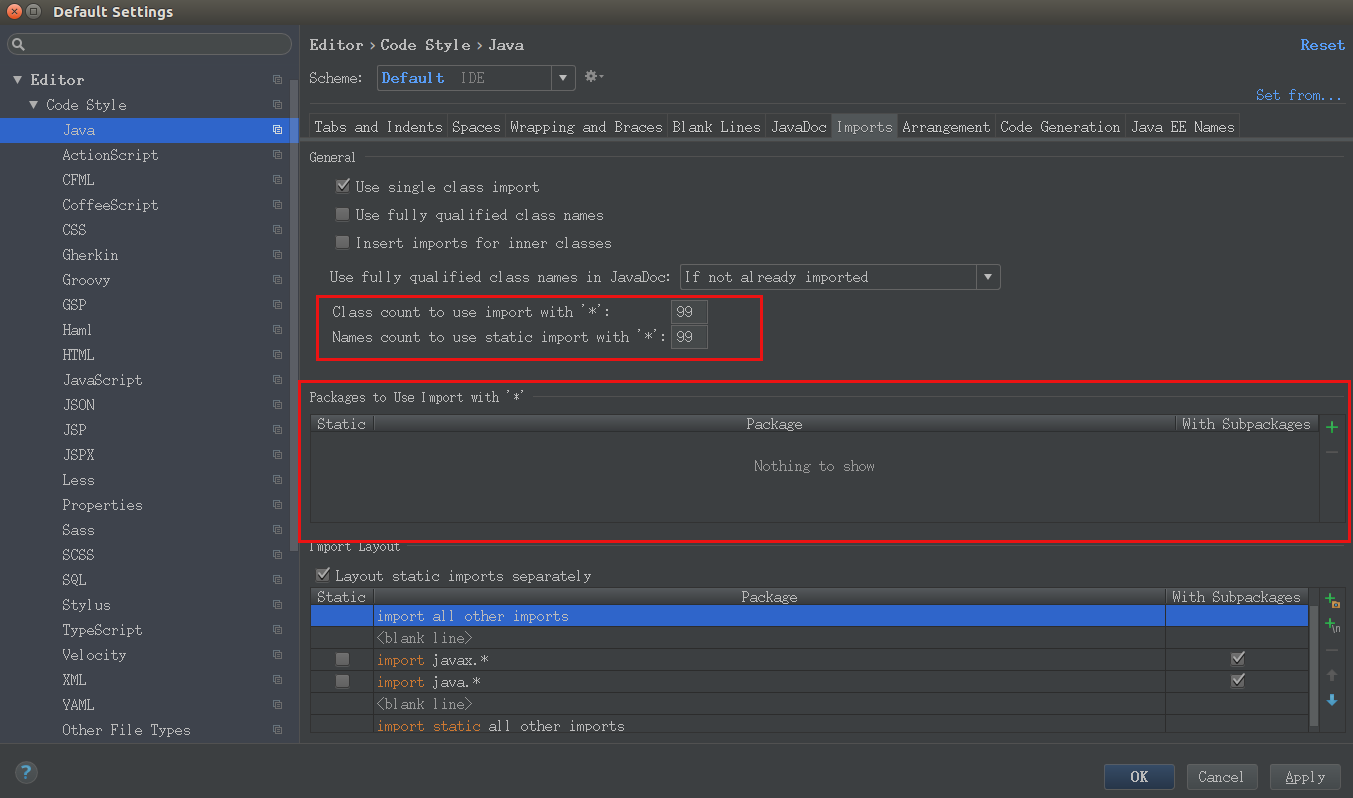 Default Settings
Editor › Code Style › Java
Reset
Scheme: Default IDE
Set from...
Editor
Code Style
Java
ActionScript
CFML
CoffeeScript
CSS
Gherkin
Groovy
GSP
Haml
HTML
JavaScript
JSON
JSP
JSPX
Less
Properties
Sass
SCSS
SQL
Stylus
TypeScript
Velocity
XML
YAML
Other File Types
Tabs and Indents Spaces Wrapping and Braces Blank Lines JavaDoc Imports Arrangement Code Generation Java EE Names
General
Use single class import
Use fully qualified class names
Insert imports for inner classes
Use fully qualified class names in JavaDoc: If not already imported
Class count to use import with '*': 99
Names count to use static import with '*': 99
Packages to Use Import with '*'
Static Package With Subpackages
Nothing to show
Import Layout
Layout static imports separately
Static Package With Subpackages
import all other imports
<blank line>
import javax.*
import java.*
<blank line>
import static all other imports
?
OK Cancel Apply